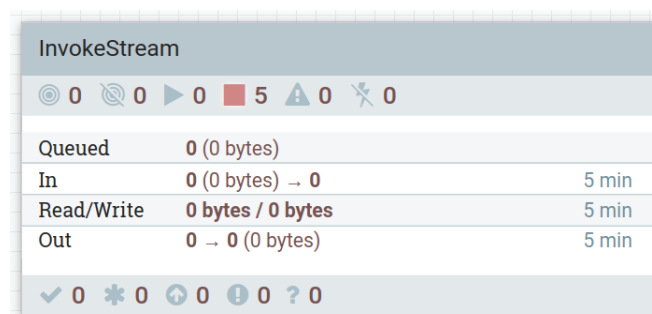 InvokeStream
0 0 0 5 0 0
Queued 0 (0 bytes)
In 0 (0 bytes) → 0 5 min
Read/Write 0 bytes / 0 bytes 5 min
Out 0 → 0 (0 bytes) 5 min
0 0 0 0 ? 0